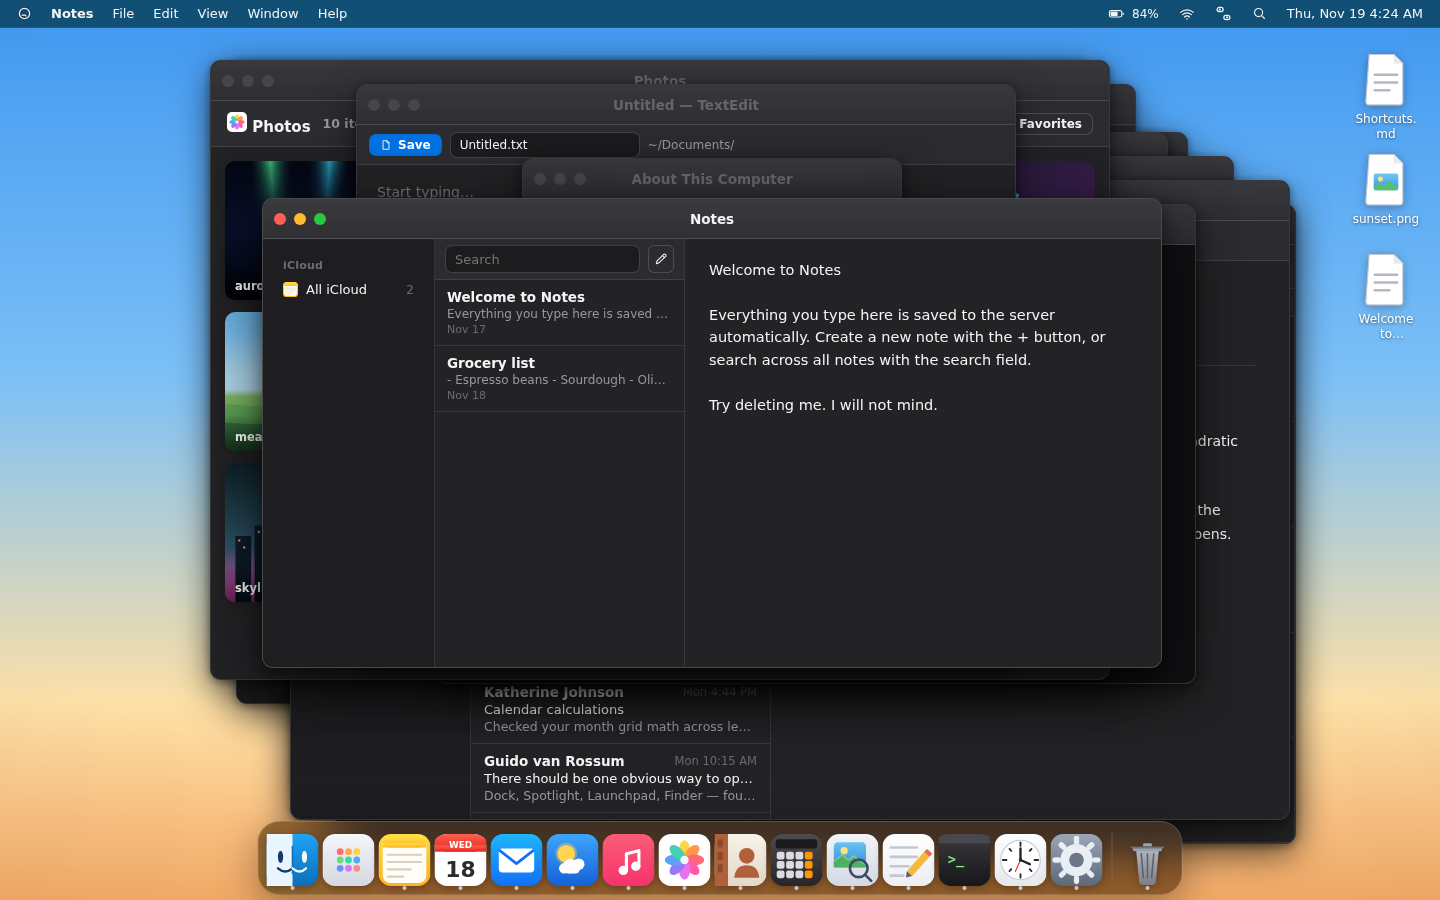 Notes File Edit View Window Help 84% Thu, Nov 19 4:24 AM
Photos
Untitled — TextEdit
Photos 10
Save Untitled.txt ~/Documents/
Favorites
Start typing...
About This Computer
Notes
iCloud
All iCloud 2
Search
Welcome to Notes
Everything you type here is saved …
Nov 17
Grocery list
- Espresso beans - Sourdough - Oli…
Nov 18
Welcome to Notes
Everything you type here is saved to the server
automatically. Create a new note with the + button, or
search across all notes with the search field.
Try deleting me. I will not mind.
the
Katherine Johnson Mon 4:44 PM
Calendar calculations
Checked your month grid math across le…
Guido van Rossum Mon 10:15 AM
There should be one obvious way to op…
Dock, Spotlight, Launchpad, Finder — fou…
Shortcuts.
md
sunset.png
Welcome
to…
WED
18
>_